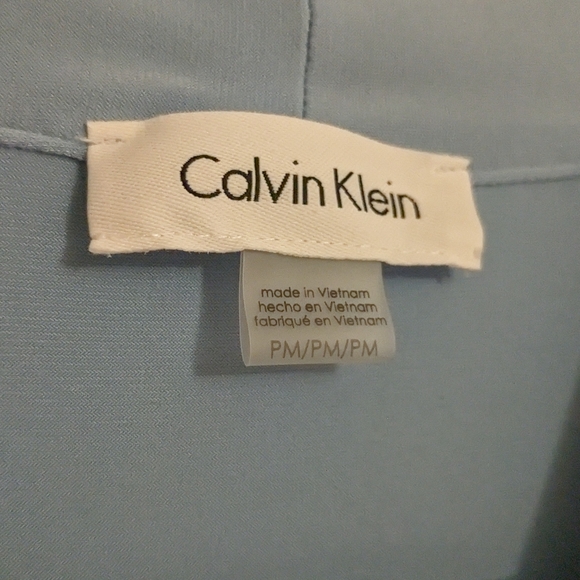 Calvin Klein
made in Vietnam
hecho en Vietnam
fabriqué en Vietnam
PM/PM/PM